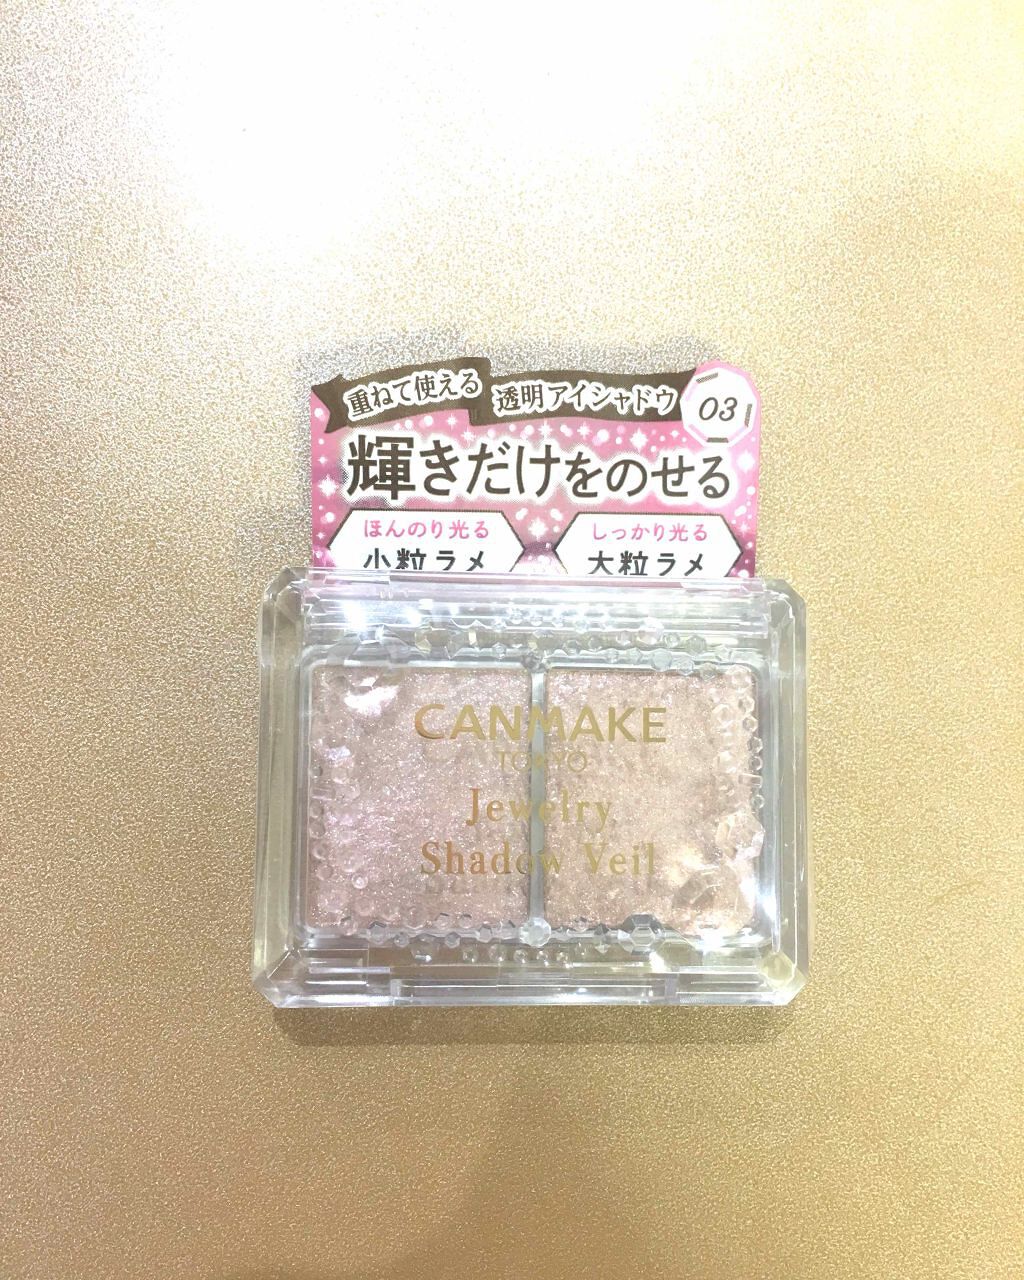 重ねて使える 透明アイシャドウ
03
輝きだけをのせる
ほんのり光る
小粒ラメ
しっかり光る
大粒ラメ
CANMAKE
TOKYO
Jewelry
Shadow Veil